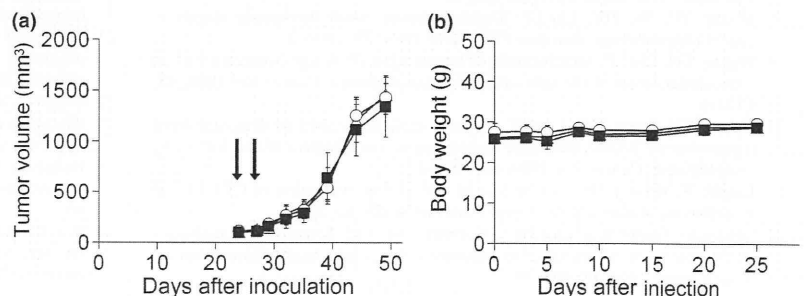 (a)
2000
1500
1000
500
0
Tumor volume (mm³)
0 10 20 30 40 50
Days after inoculation
(b)
50
40
30
20
10
0
Body weight (g)
0 5 10 15 20 25
Days after injection